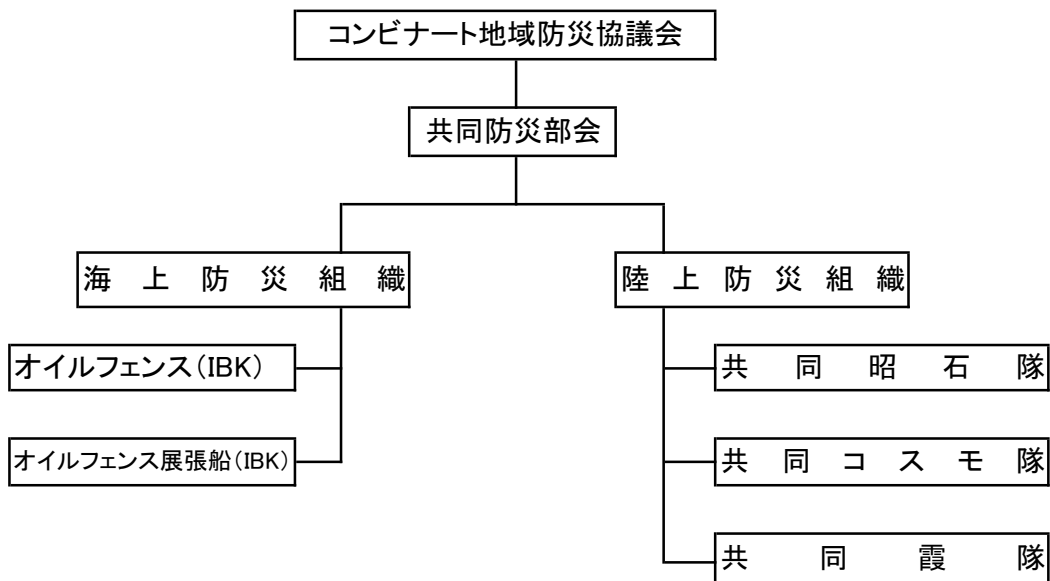 コンビナート地域防災協議会
共同防災部会
海上防災組織
陸上防災組織
オイルフェンス(IBK)
共同昭石隊
オイルフェンス展張船(IBK)
共同コスモ隊
共同霞隊